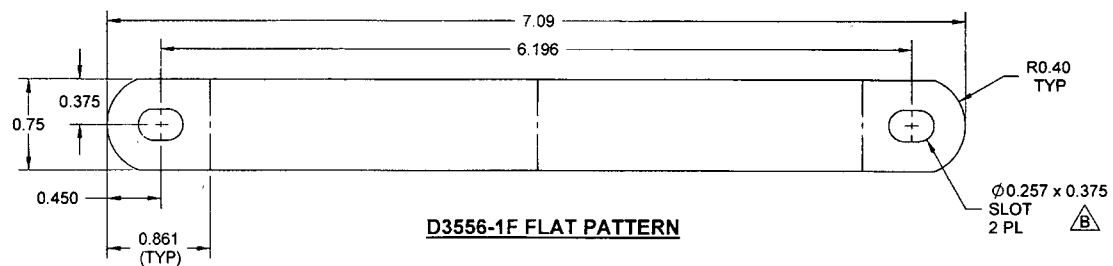 7.09
6.196
R0.40
TYP
0.375
0.75
0.450
0.861
(TYP)
Ø0.257 x 0.375
SLOT
2 PL
B
D3556-1F FLAT PATTERN